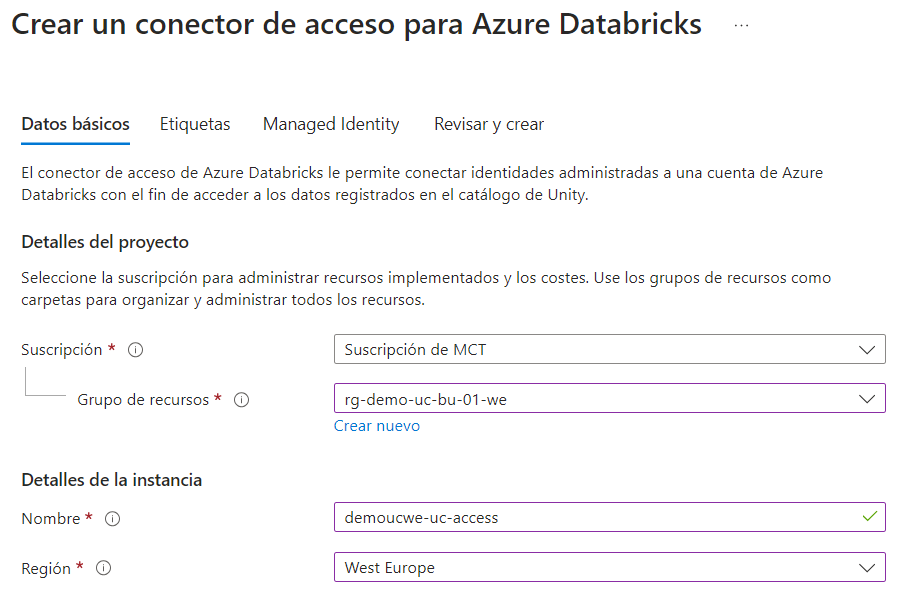 Crear un conector de acceso para Azure Databricks ...
Datos básicos Etiquetas Managed Identity Revisar y crear
El conector de acceso de Azure Databricks le permite conectar identidades administradas a una cuenta de Azure
Databricks con el fin de acceder a los datos registrados en el catálogo de Unity.
Detalles del proyecto
Seleccione la suscripción para administrar recursos implementados y los costes. Use los grupos de recursos como
carpetas para organizar y administrar todos los recursos.
Suscripción * Suscripción de MCT
Grupo de recursos * rg-demo-uc-bu-01-we
Crear nuevo
Detalles de la instancia
Nombre * demoucwe-uc-access
Región * West Europe